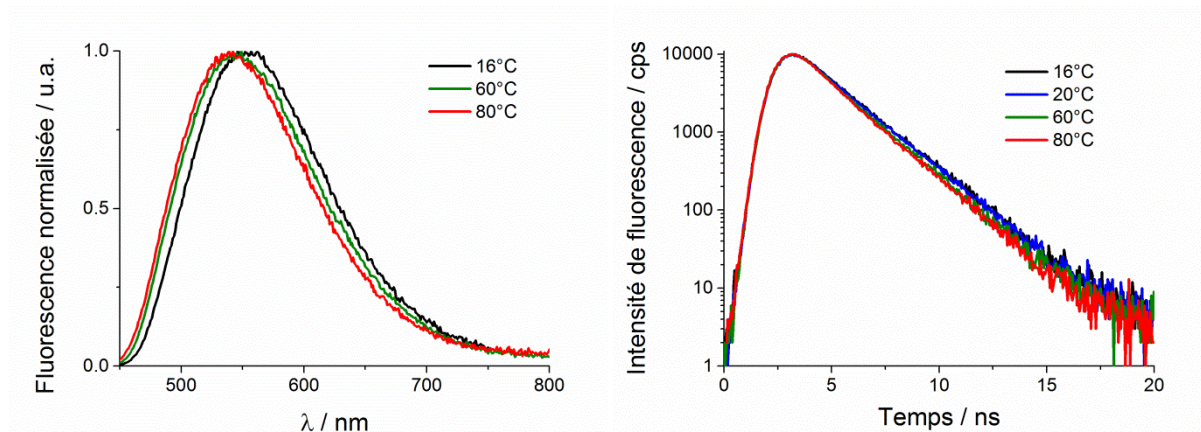 Fluorescence normalisée / u.a.
1.0
0.5
0.0
16°C
60°C
80°C
500
600
700
800
λ / nm
Intensité de fluorescence / cps
10000
1000
100
10
1
16°C
20°C
60°C
80°C
0
5
10
15
20
Temps / ns